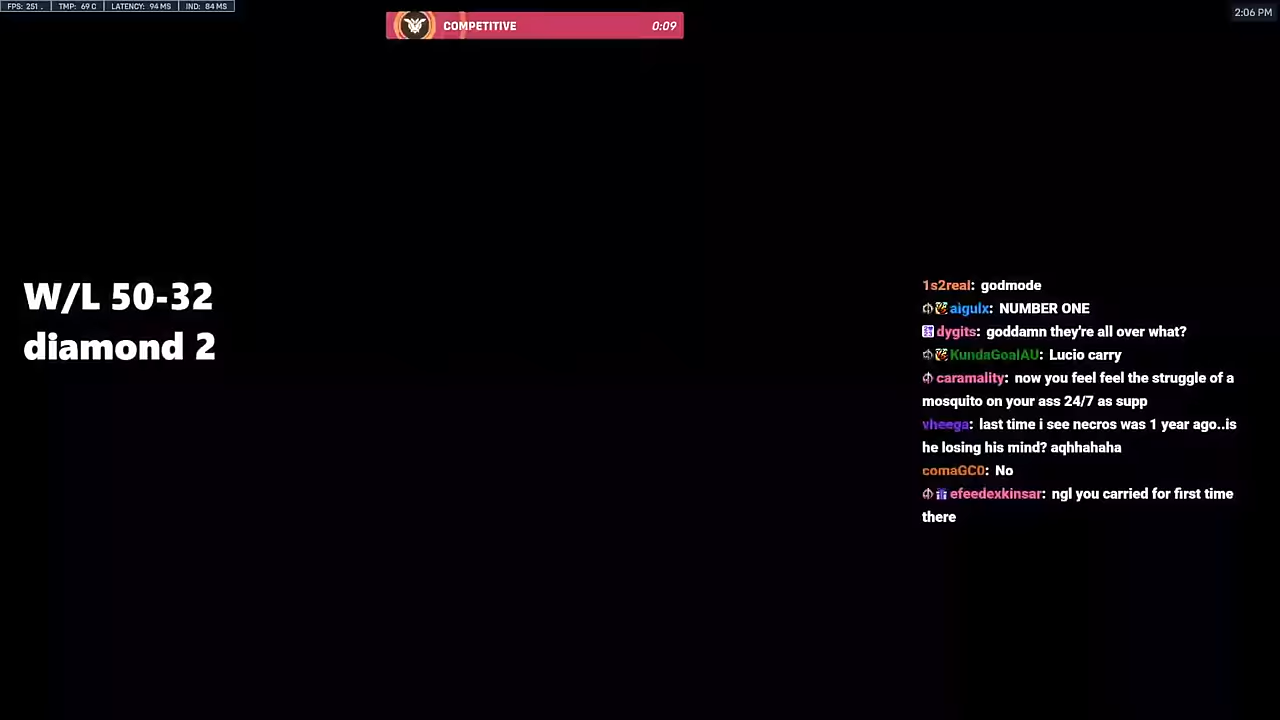 FPS: 251 . TMP: 69 C LATENCY: 94 MS IND: 84 MS
COMPETITIVE 0:09
2:06 PM
W/L 50-32
diamond 2
1s2real: godmode
aigulx: NUMBER ONE
dygits: goddamn they're all over what?
KundaGoalAU: Lucio carry
caramality: now you feel feel the struggle of a
mosquito on your ass 24/7 as supp
vheega: last time i see necros was 1 year ago..is
he losing his mind? aqhhahaha
comaGC0: No
efeedexkinsar: ngl you carried for first time
there